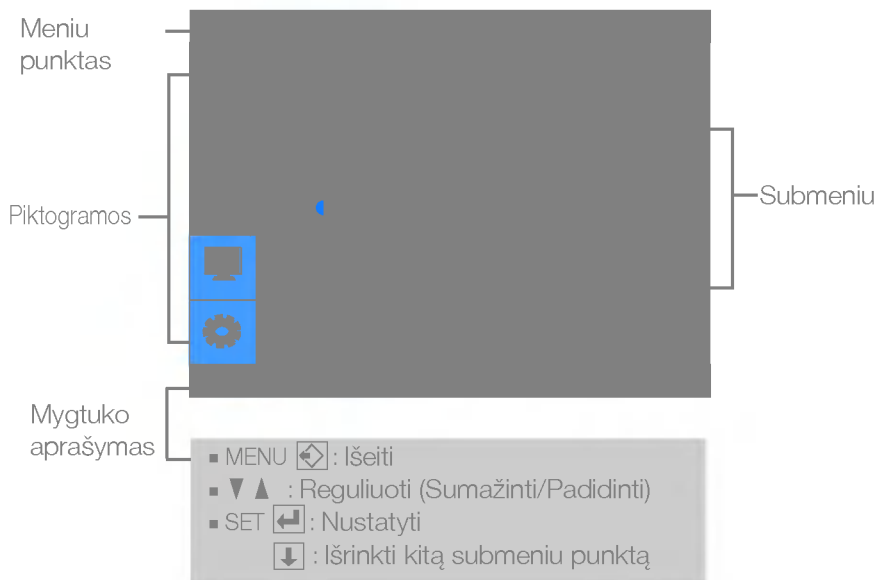 Meniu
punktas
Piktogramos
Submeniu
Mygtuko
aprašymas
MENU : Išeiti
▼ ▲ : Reguliuoti (Sumažinti/Padidinti)
SET : Nustatyti
: Išrinkti kitą submeniu punktą